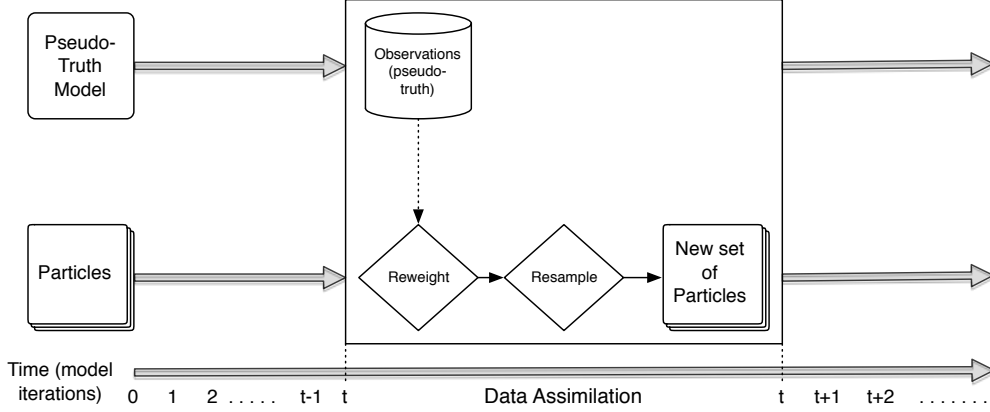 Pseudo-
Truth
Model
Observations
(pseudo-
truth)
Particles
Reweight
Resample
New set
of
Particles
Time (model
iterations)
0 1 2 . . . . . t-1 t Data Assimilation t t+1 t+2 . . . . . . .